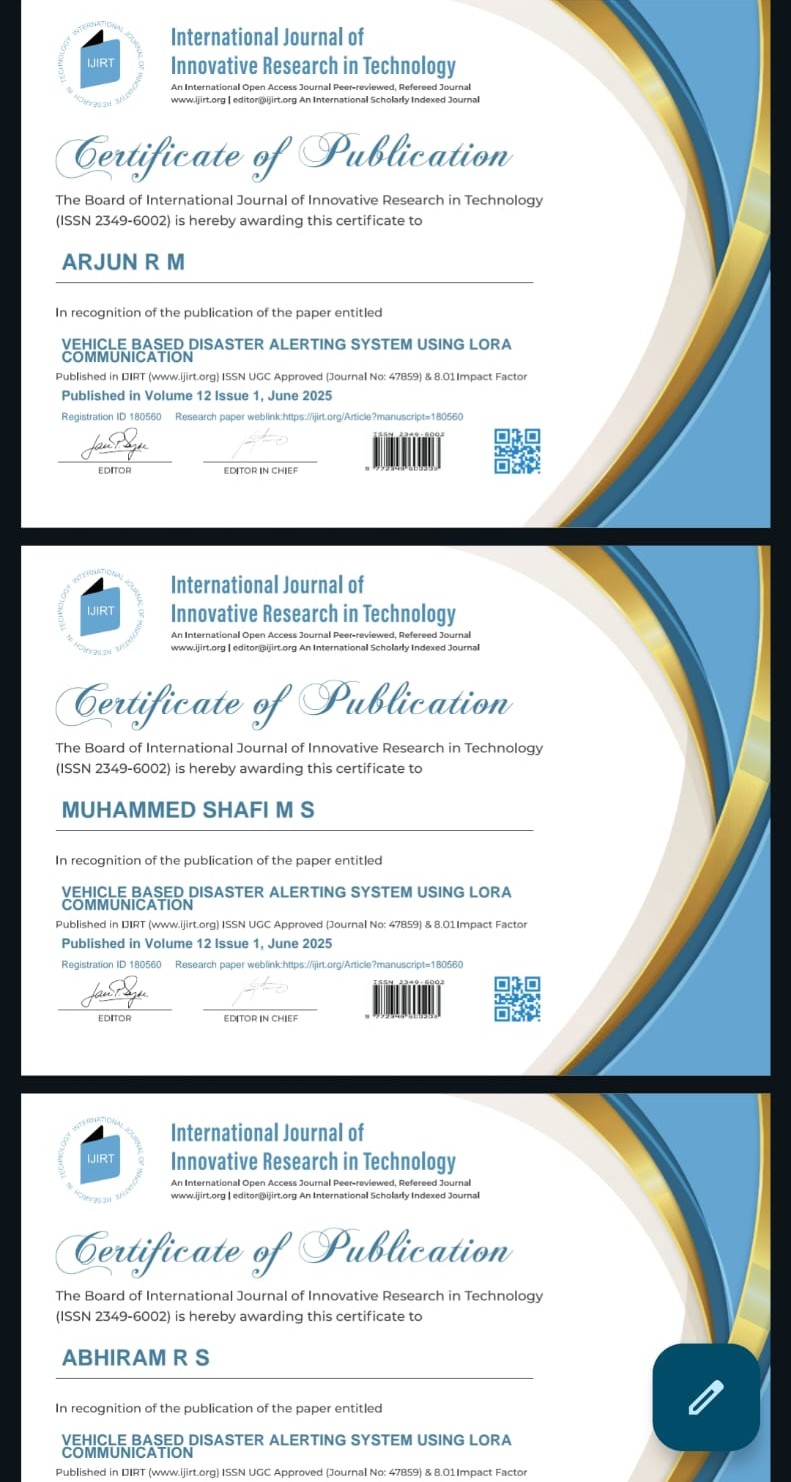 INTERNATIONAL JOURNAL OF INNOVATIVE RESEARCH IN TECHNOLOGY
IJIRT
International Journal of
Innovative Research in Technology
An International Open Access Journal Peer-reviewed, Refereed Journal
www.ijirt.org | editor@ijirt.org An International Scholarly Indexed Journal
Certificate of Publication
The Board of International Journal of Innovative Research in Technology
(ISSN 2349-6002) is hereby awarding this certificate to
ARJUN R M
In recognition of the publication of the paper entitled
VEHICLE BASED DISASTER ALERTING SYSTEM USING LORA
COMMUNICATION
Published in IJIRT (www.ijirt.org) ISSN UGC Approved (Journal No: 47859) & 8.01 Impact Factor
Published in Volume 12 Issue 1, June 2025
Registration ID 180560 Research paper weblink:https://ijirt.org/Article?manuscript=180560
ISSN 2349-6002
EDITOR
EDITOR IN CHIEF
INTERNATIONAL JOURNAL OF INNOVATIVE RESEARCH IN TECHNOLOGY
IJIRT
International Journal of
Innovative Research in Technology
An International Open Access Journal Peer-reviewed, Refereed Journal
www.ijirt.org | editor@ijirt.org An International Scholarly Indexed Journal
Certificate of Publication
The Board of International Journal of Innovative Research in Technology
(ISSN 2349-6002) is hereby awarding this certificate to
MUHAMMED SHAFI M S
In recognition of the publication of the paper entitled
VEHICLE BASED DISASTER ALERTING SYSTEM USING LORA
COMMUNICATION
Published in IJIRT (www.ijirt.org) ISSN UGC Approved (Journal No: 47859) & 8.01 Impact Factor
Published in Volume 12 Issue 1, June 2025
Registration ID 180560 Research paper weblink:https://ijirt.org/Article?manuscript=180560
ISSN 2349-6002
EDITOR
EDITOR IN CHIEF
INTERNATIONAL JOURNAL OF INNOVATIVE RESEARCH IN TECHNOLOGY
IJIRT
International Journal of
Innovative Research in Technology
An International Open Access Journal Peer-reviewed, Refereed Journal
www.ijirt.org | editor@ijirt.org An International Scholarly Indexed Journal
Certificate of Publication
The Board of International Journal of Innovative Research in Technology
(ISSN 2349-6002) is hereby awarding this certificate to
ABHIRAM R S
In recognition of the publication of the paper entitled
VEHICLE BASED DISASTER ALERTING SYSTEM USING LORA
COMMUNICATION
Published in IJIRT (www.ijirt.org) ISSN UGC Approved (Journal No: 47859) & 8.01 Impact Factor